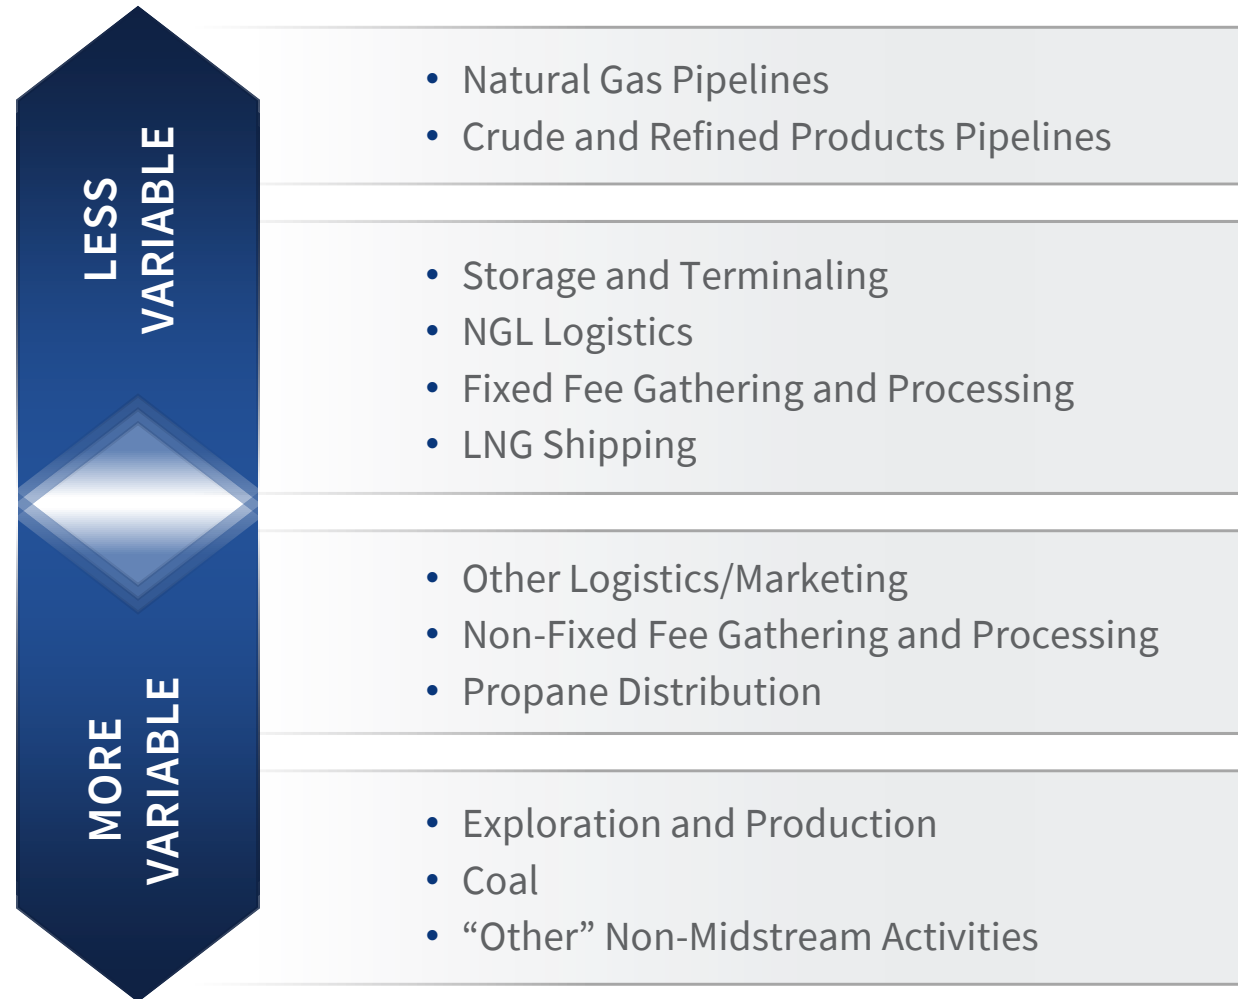 LESS
VARIABLE
• Natural Gas Pipelines
• Crude and Refined Products Pipelines
• Storage and Terminaling
• NGL Logistics
• Fixed Fee Gathering and Processing
• LNG Shipping
MORE
VARIABLE
• Other Logistics/Marketing
• Non-Fixed Fee Gathering and Processing
• Propane Distribution
• Exploration and Production
• Coal
• “Other” Non-Midstream Activities